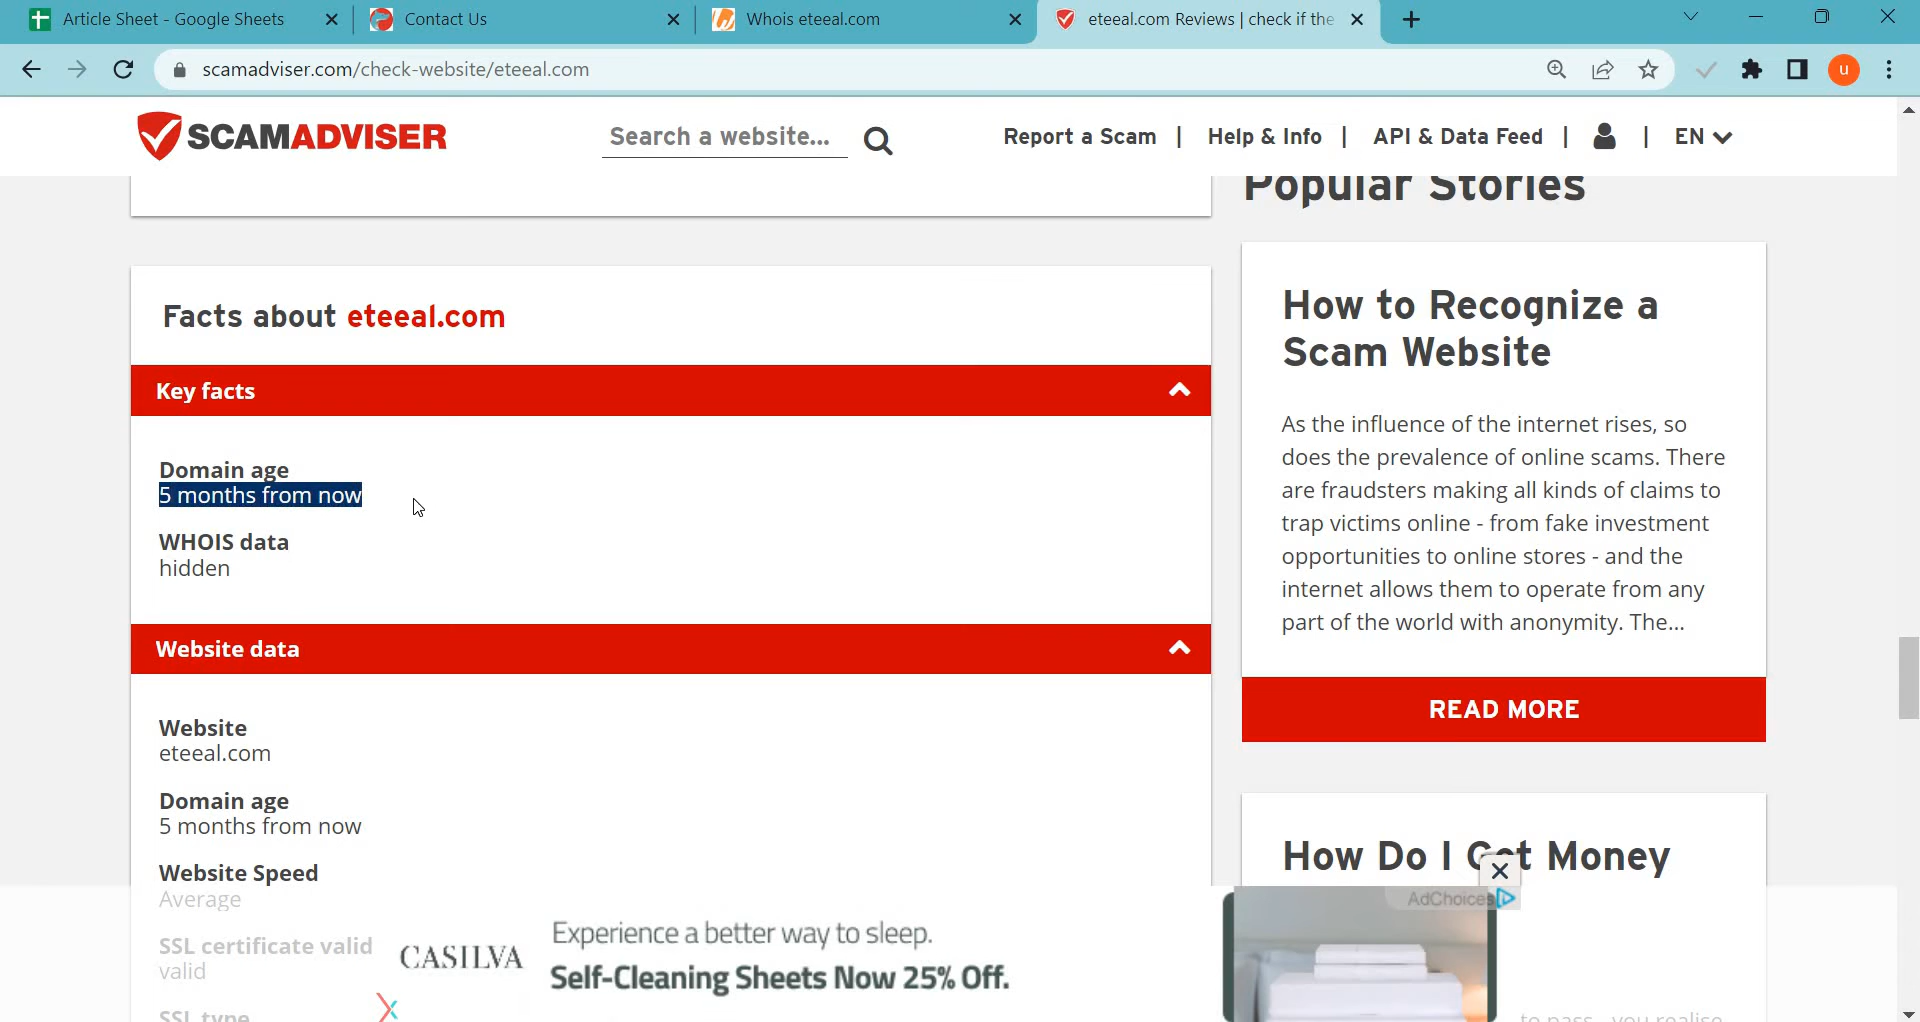 Article Sheet - Google Sheets
Contact Us
Whois eteeal.com
eteeal.com Reviews | check if the
scamadviser.com/check-website/eteeal.com
u
SCAMADVISER
Search a website...
Report a Scam | Help & Info | API & Data Feed | | EN
Popular Stories
Facts about eteeal.com
Key facts
Domain age
5 months from now
WHOIS data
hidden
Website data
Website
eteeal.com
Domain age
5 months from now
Website Speed
Average
SSL certificate valid
valid
SSL type
How to Recognize a
Scam Website
As the influence of the internet rises, so
does the prevalence of online scams. There
are fraudsters making all kinds of claims to
trap victims online - from fake investment
opportunities to online stores - and the
internet allows them to operate from any
part of the world with anonymity. The...
READ MORE
How Do I Get Money
AdChoices
CASILVA
Experience a better way to sleep.
Self-Cleaning Sheets Now 25% Off.
to pass - you realise